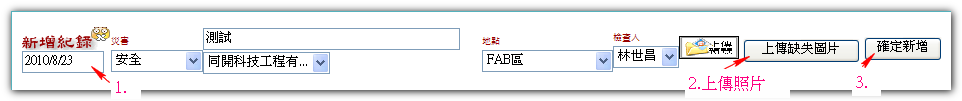 新增紀錄 災害 測試 地點 檢查人
2010/8/23 安全 同開科技工程有... FAB區 林世昌 上傳缺失圖片 確定新增
1. 2.上傳照片 3.